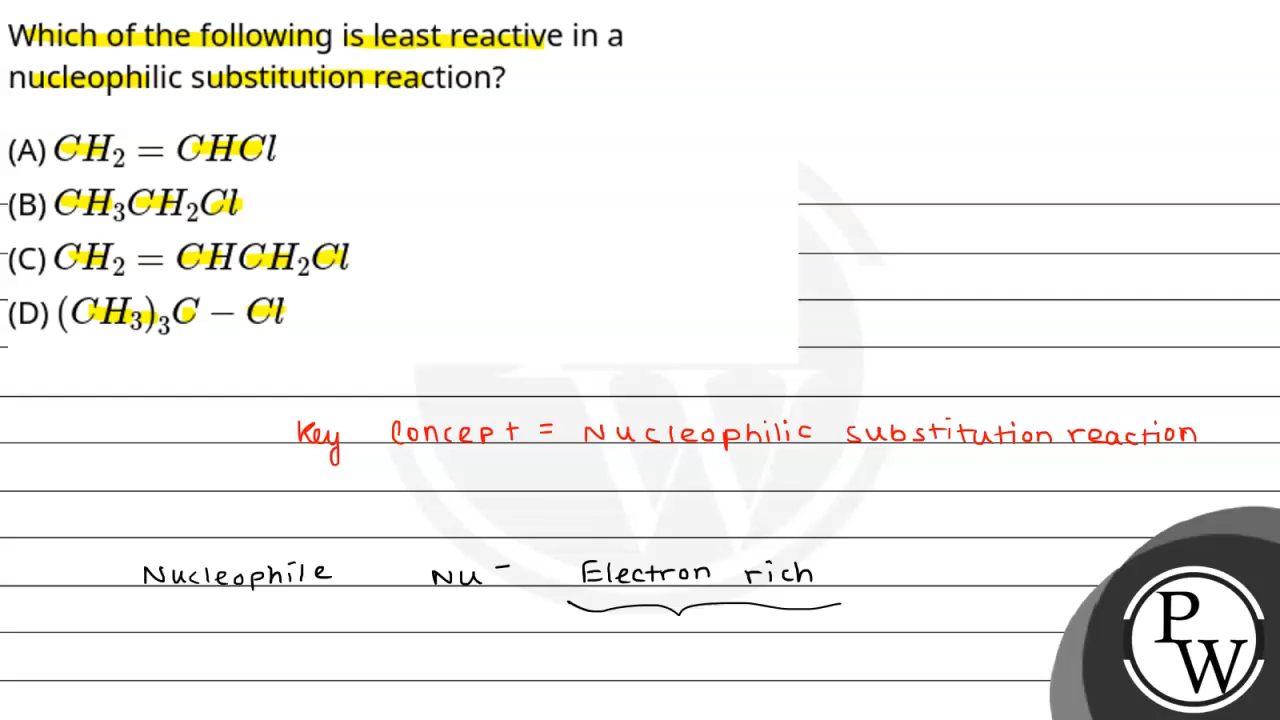 Which of the following is least reactive in a
nucleophilic substitution reaction?
(A) CH₂ = CHCl
(B) CH₃CH₂Cl
(C) CH₂ = CHCH₂Cl
(D) (CH₃)₃C − Cl
Key Concept = Nucleophilic substitution reaction
Nucleophile Nu⁻ Electron rich
PW